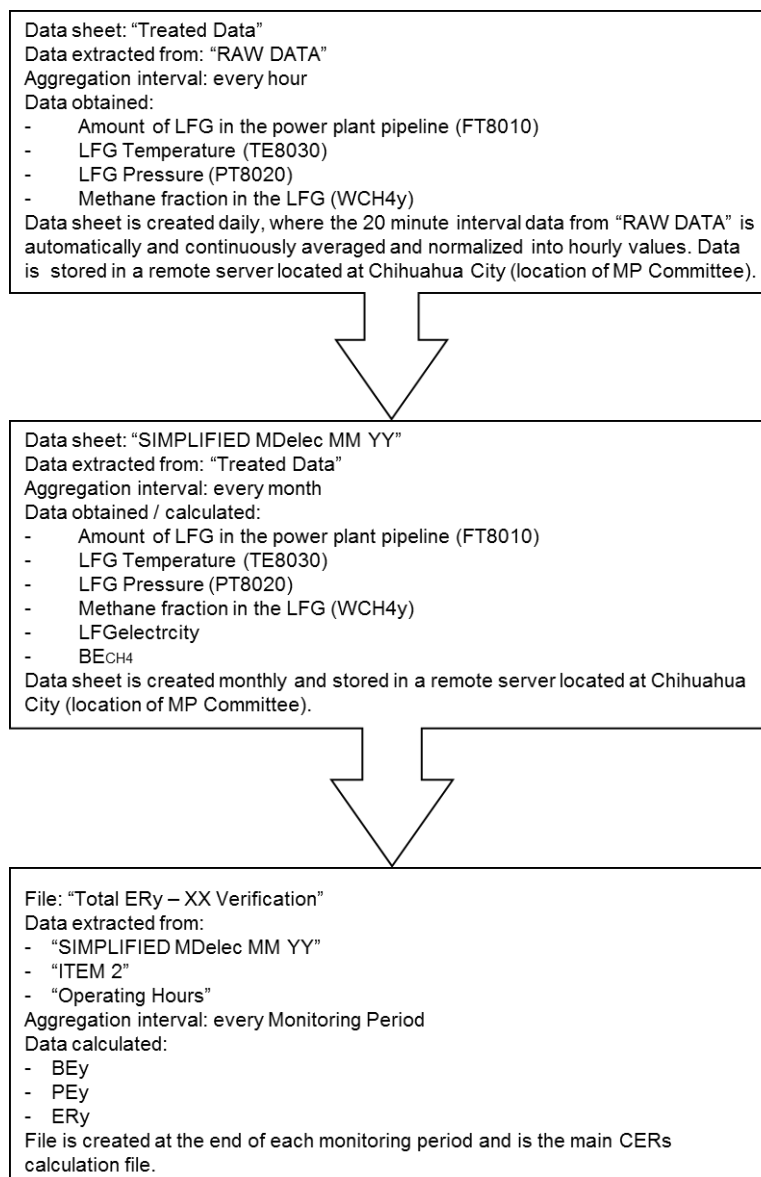 Data sheet: “Treated Data”
Data extracted from: “RAW DATA”
Aggregation interval: every hour
Data obtained:
- Amount of LFG in the power plant pipeline (FT8010)
- LFG Temperature (TE8030)
- LFG Pressure (PT8020)
- Methane fraction in the LFG (WCH4y)
Data sheet is created daily, where the 20 minute interval data from “RAW DATA” is
automatically and continuously averaged and normalized into hourly values. Data
is stored in a remote server located at Chihuahua City (location of MP Committee).
Data sheet: “SIMPLIFIED MDelec MM YY”
Data extracted from: “Treated Data”
Aggregation interval: every month
Data obtained / calculated:
- Amount of LFG in the power plant pipeline (FT8010)
- LFG Temperature (TE8030)
- LFG Pressure (PT8020)
- Methane fraction in the LFG (WCH4y)
- LFGelectrcity
- BECH4
Data sheet is created monthly and stored in a remote server located at Chihuahua
City (location of MP Committee).
File: “Total ERy – XX Verification”
Data extracted from:
- “SIMPLIFIED MDelec MM YY”
- “ITEM 2”
- “Operating Hours”
Aggregation interval: every Monitoring Period
Data calculated:
- BEy
- PEy
- ERy
File is created at the end of each monitoring period and is the main CERs
calculation file.